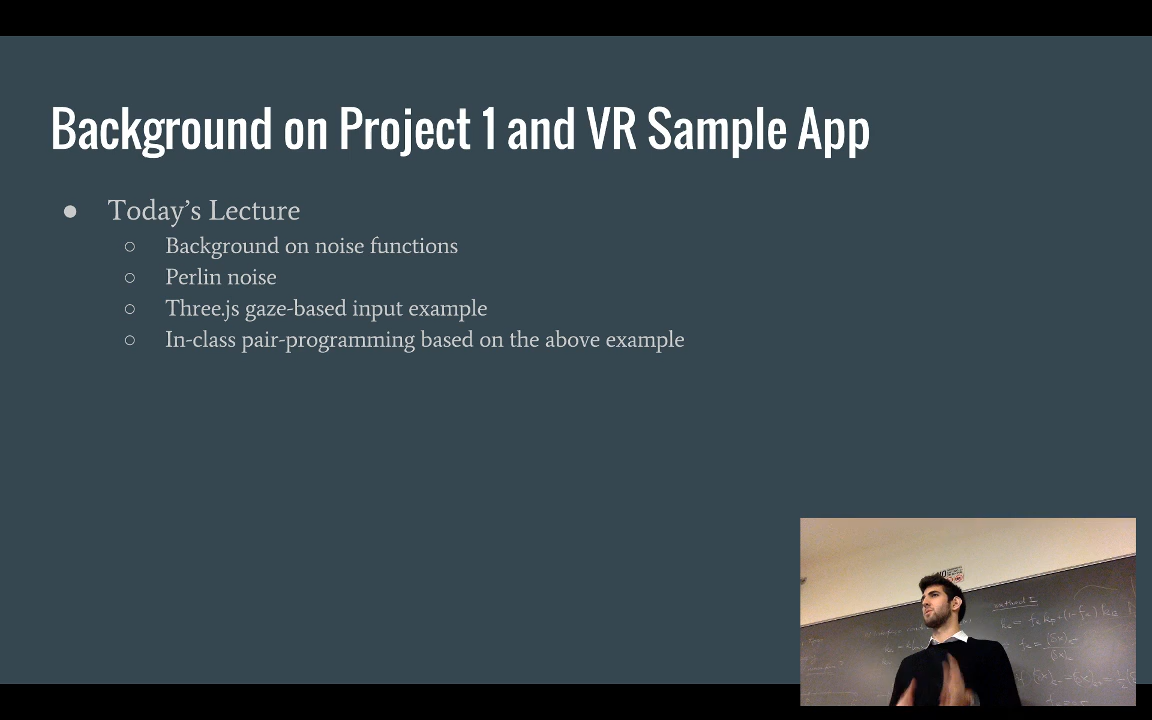 Background on Project 1 and VR Sample App
● Today's Lecture
○ Background on noise functions
○ Perlin noise
○ Three.js gaze-based input example
○ In-class pair-programming based on the above example